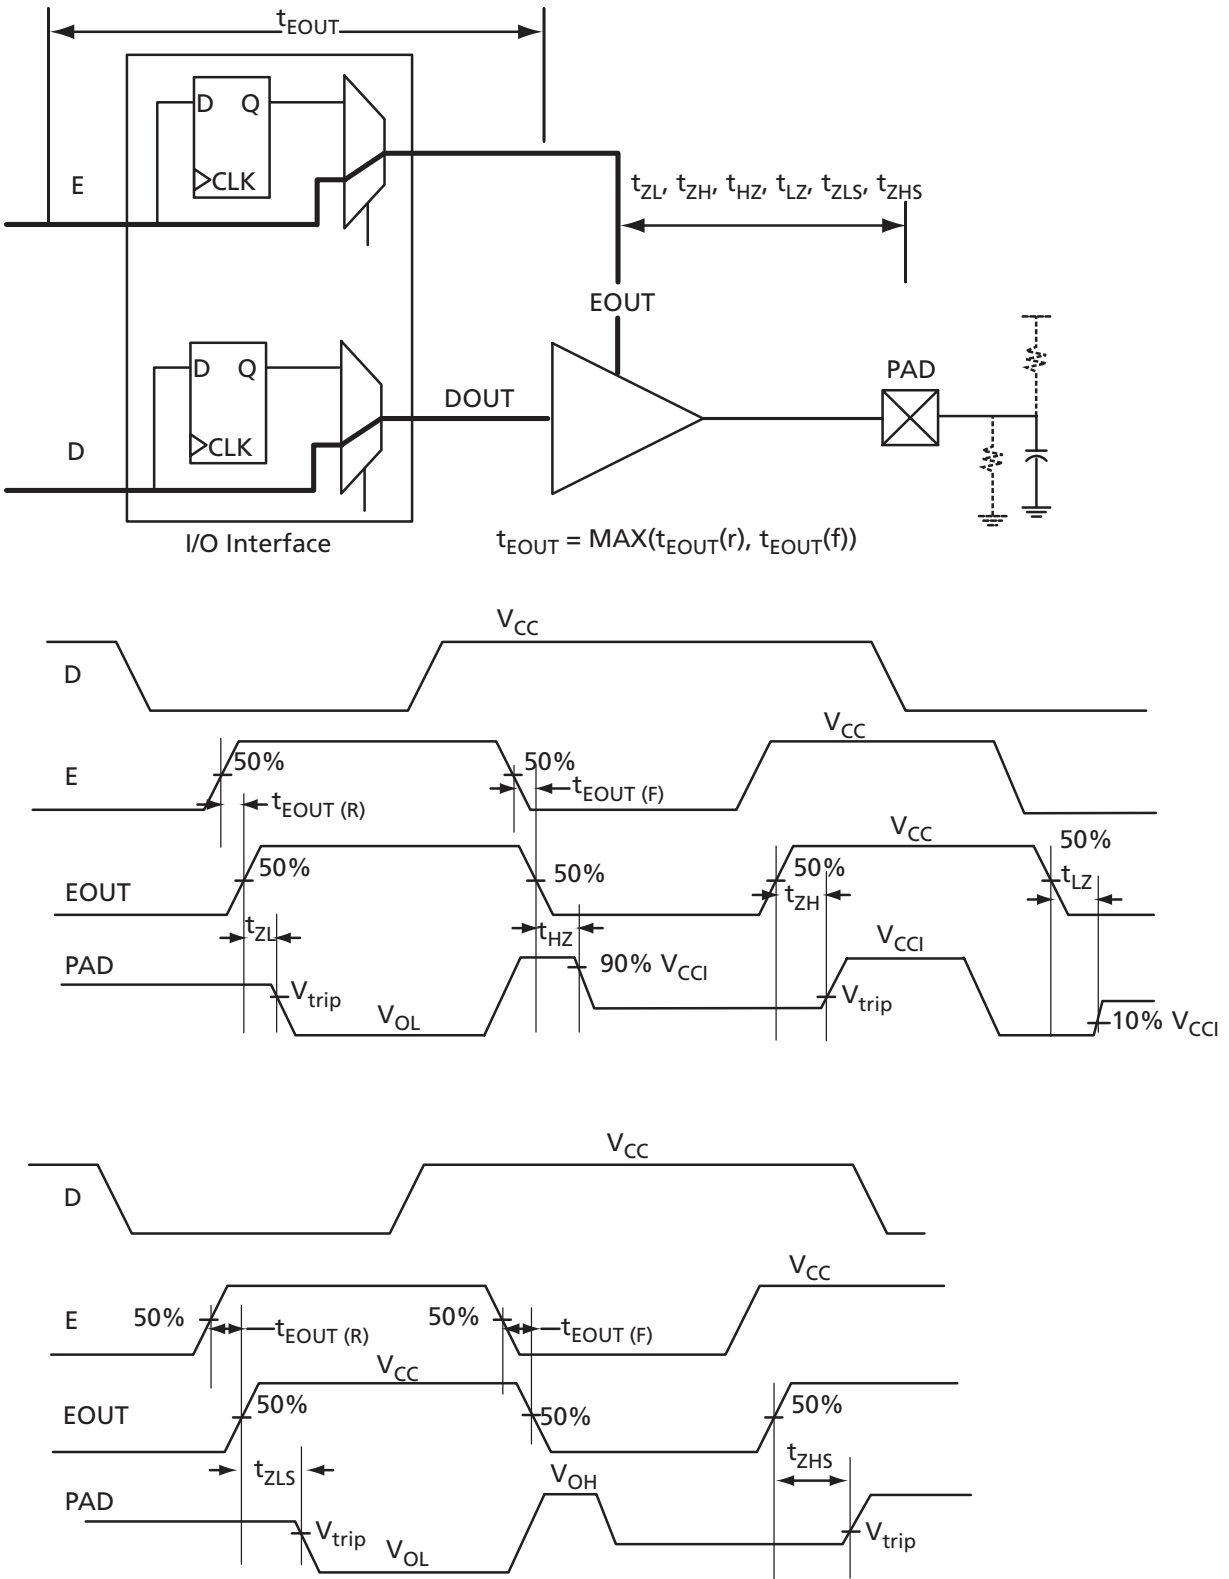 tEOUT
D Q
CLK
E
tZL, tZH, tHZ, tLZ, tZLS, tZHS
EOUT
D Q
CLK
D
DOUT
PAD
I/O Interface
tEOUT = MAX(tEOUT(r), tEOUT(f))
VCC
D
VCC
E
50%
50%
tEOUT (R)
tEOUT (F)
VCC
50%
EOUT
50%
50%
50%
tLZ
tZL
tHZ
tZH
PAD
VCCI
90% VCCI
Vtrip
Vtrip
VOL
10% VCCI
VCC
D
VCC
E
50%
50%
tEOUT (R)
tEOUT (F)
VCC
EOUT
50%
50%
50%
tZLS
tZHS
PAD
VOH
Vtrip
Vtrip
VOL